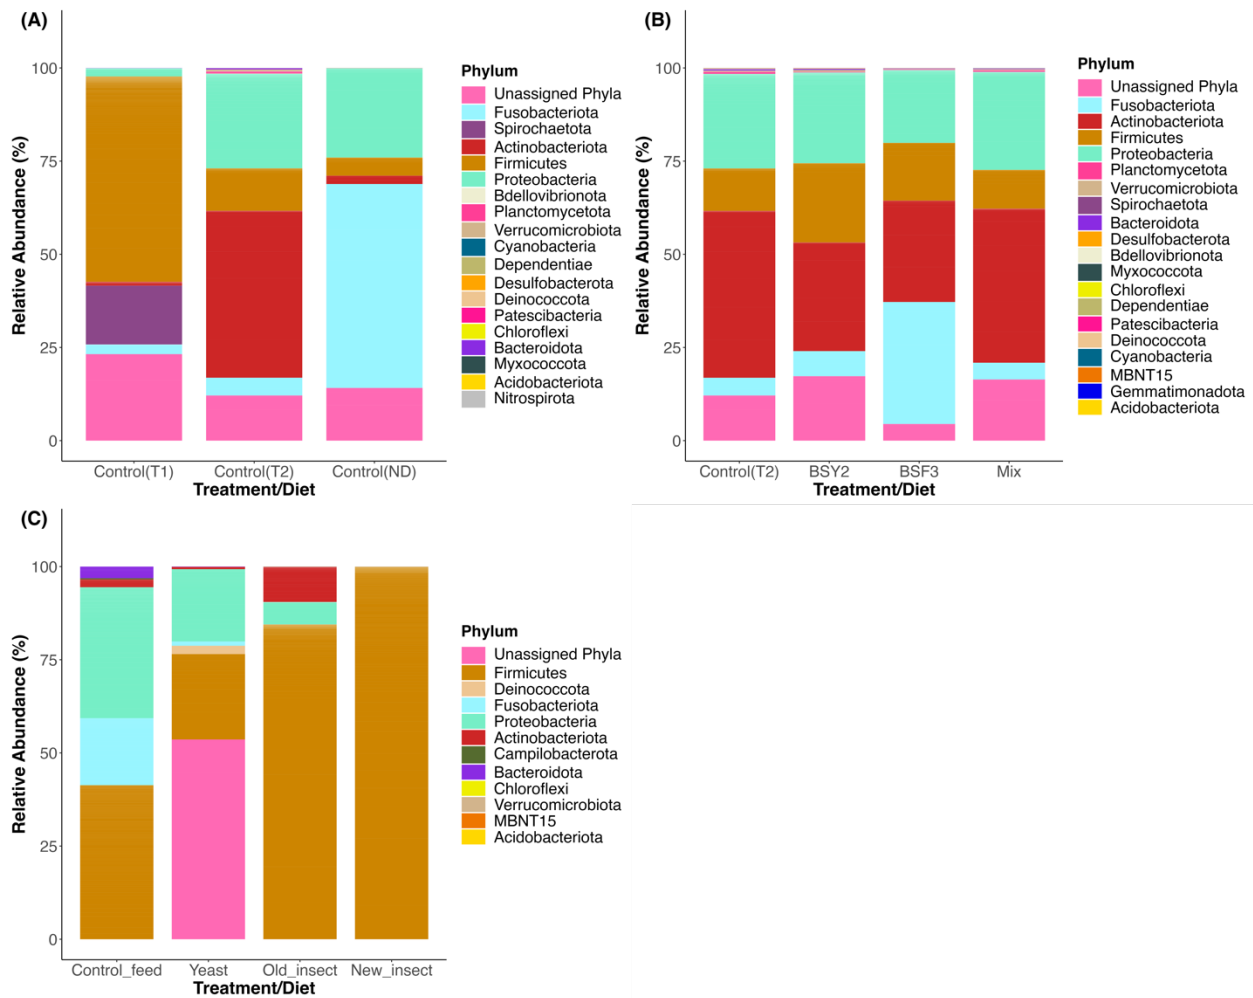 (A)
Relative Abundance (%)
100
75
50
25
0
Control(T1) Control(T2) Control(ND)
Treatment/Diet
Phylum
Unassigned Phyla
Fusobacteriota
Spirochaetota
Actinobacteriota
Firmicutes
Proteobacteria
Bdellovibrionota
Planctomycetota
Verrucomicrobiota
Cyanobacteria
Dependentiae
Desulfobacterota
Deinococcota
Patescibacteria
Chloroflexi
Bacteroidota
Myxococcota
Acidobacteriota
Nitrospirota
(B)
Relative Abundance (%)
100
75
50
25
0
Control(T2) BSY2 BSF3 Mix
Treatment/Diet
Phylum
Unassigned Phyla
Fusobacteriota
Actinobacteriota
Firmicutes
Proteobacteria
Planctomycetota
Verrucomicrobiota
Spirochaetota
Bacteroidota
Desulfobacterota
Bdellovibrionota
Myxococcota
Chloroflexi
Dependentiae
Patescibacteria
Deinococcota
Cyanobacteria
MBNT15
Gemmatimonadota
Acidobacteriota
(C)
Relative Abundance (%)
100
75
50
25
0
Control_feed Yeast Old_insect New_insect
Treatment/Diet
Phylum
Unassigned Phyla
Firmicutes
Deinococcota
Fusobacteriota
Proteobacteria
Actinobacteriota
Campilobacterota
Bacteroidota
Chloroflexi
Verrucomicrobiota
MBNT15
Acidobacteriota